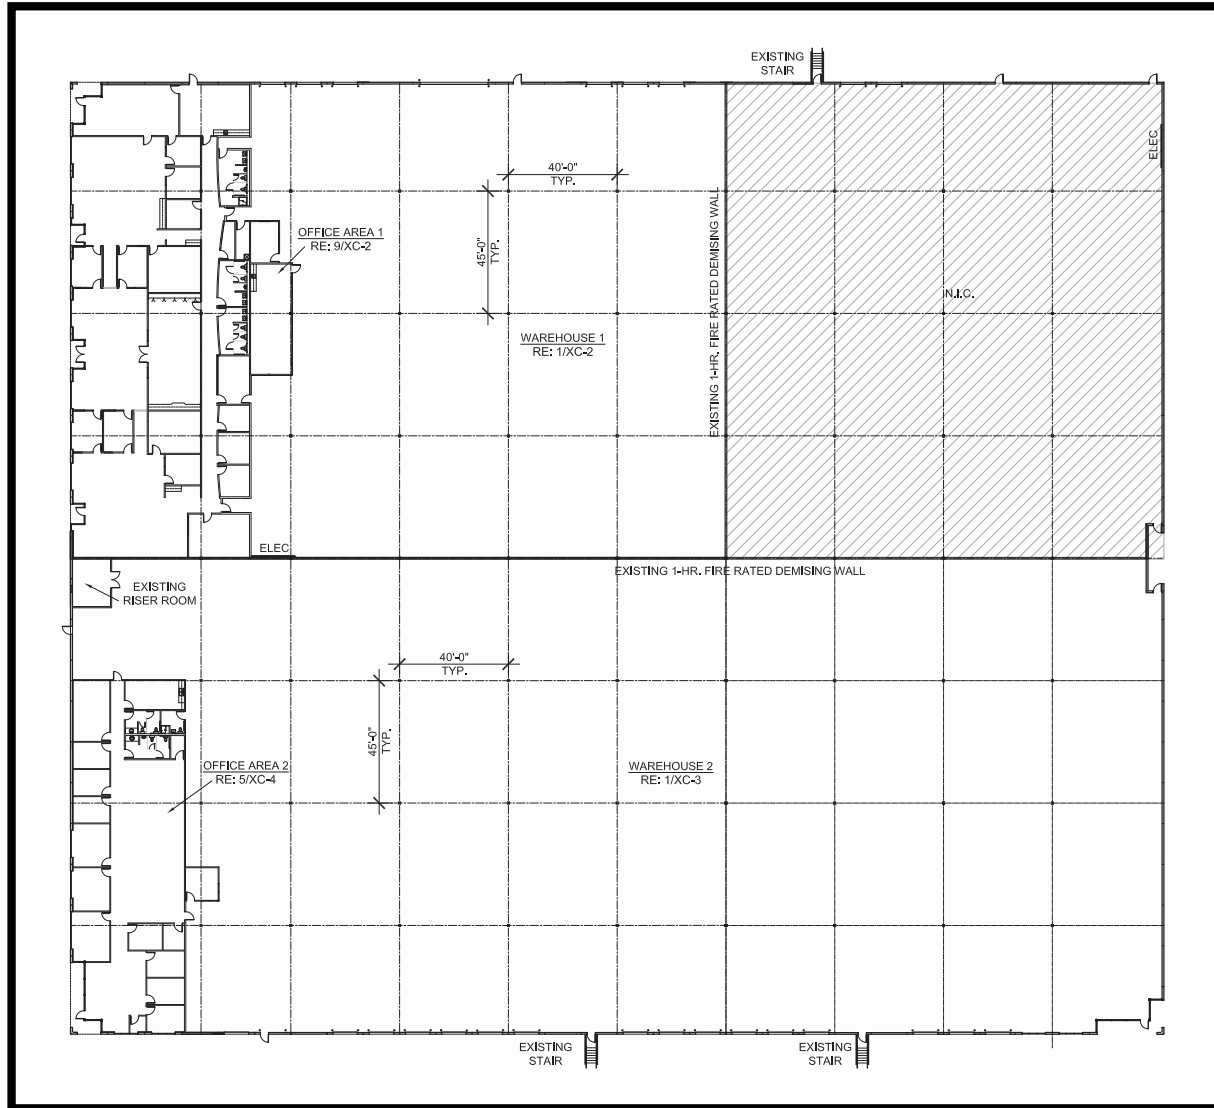 EXISTING
STAIR
ELEC
40'-0"
TYP.
45'-0"
TYP.
EXISTING 1-HR. FIRE RATED DEMISING WALL
OFFICE AREA 1
RE: 9/XC-2
N.I.C.
WAREHOUSE 1
RE: 1/XC-2
ELEC
EXISTING 1-HR. FIRE RATED DEMISING WALL
EXISTING
RISER ROOM
40'-0"
TYP.
45'-0"
TYP.
OFFICE AREA 2
RE: 5/XC-4
WAREHOUSE 2
RE: 1/XC-3
EXISTING
STAIR
EXISTING
STAIR